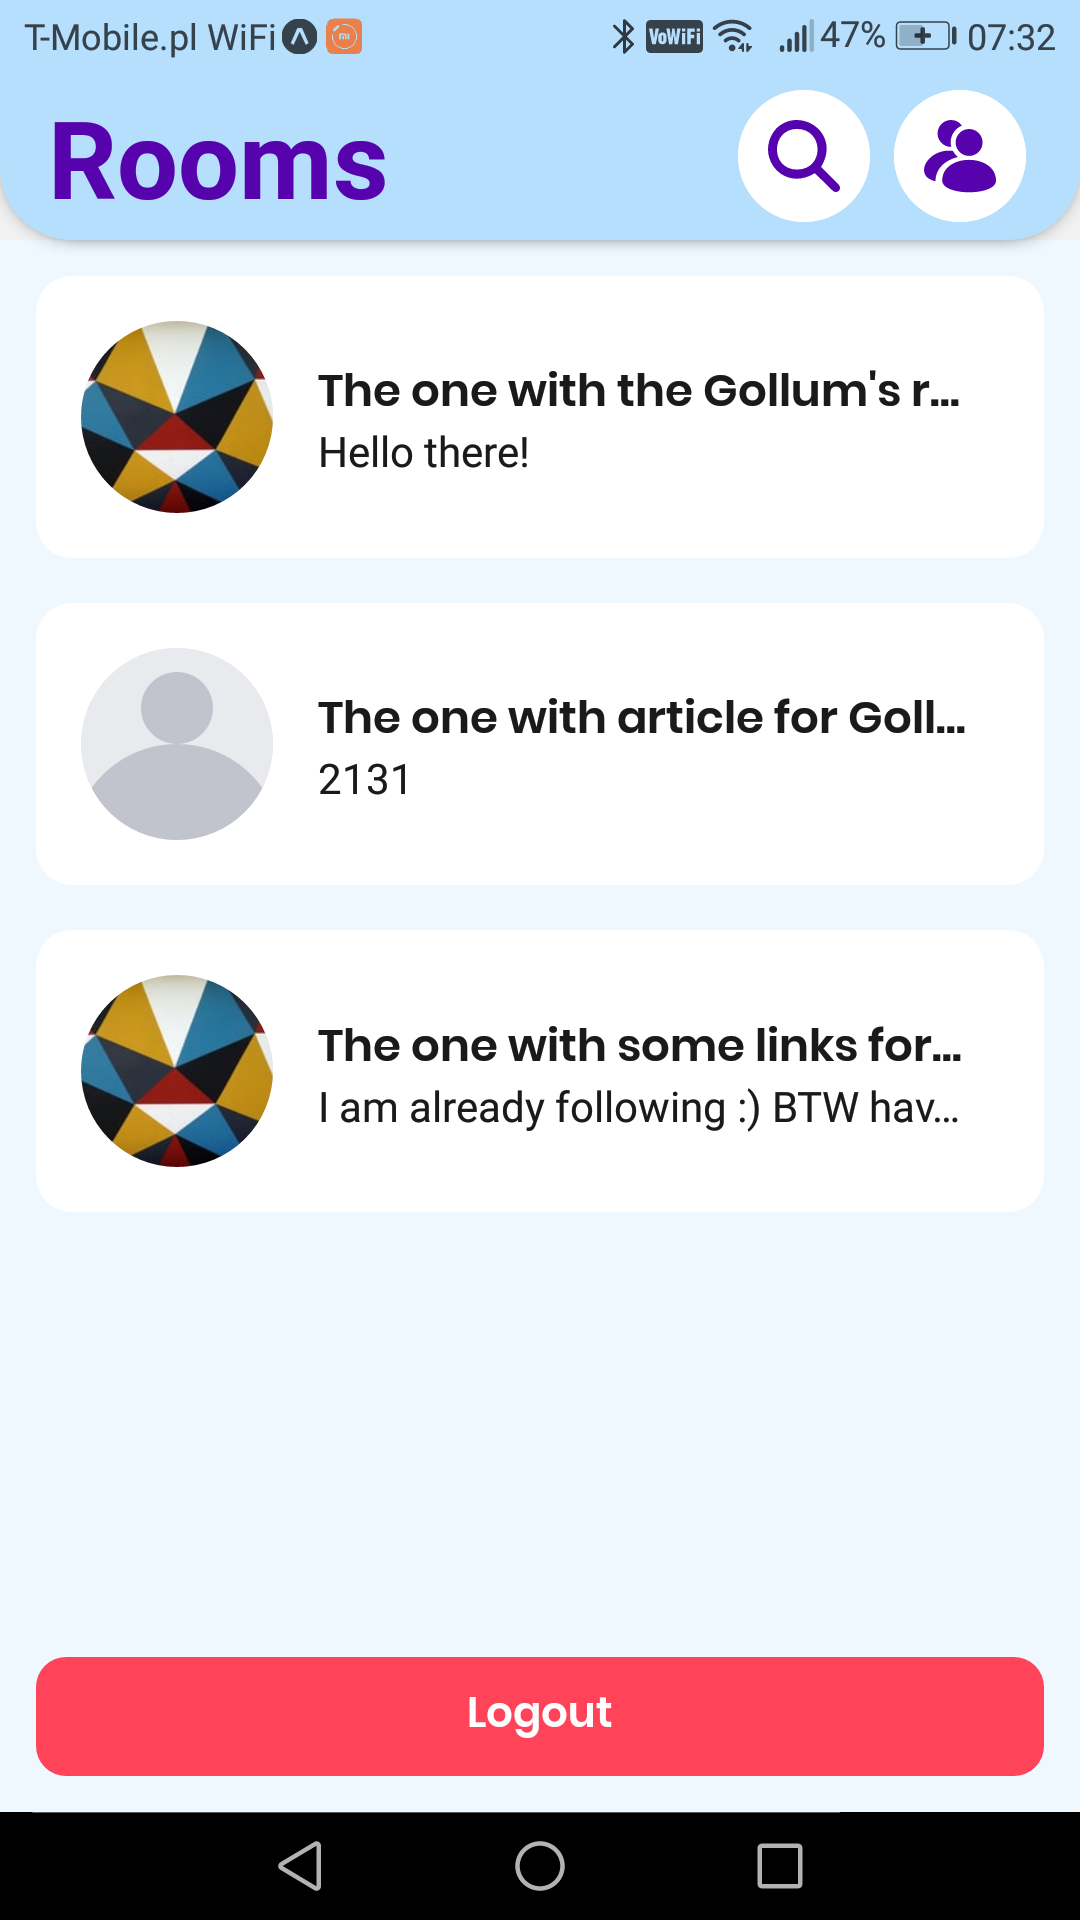 T-Mobile.pl WiFi VoWiFi 47% 07:32
Rooms
The one with the Gollum's r...
Hello there!
The one with article for Goll...
2131
The one with some links for...
I am already following :) BTW hav...
Logout